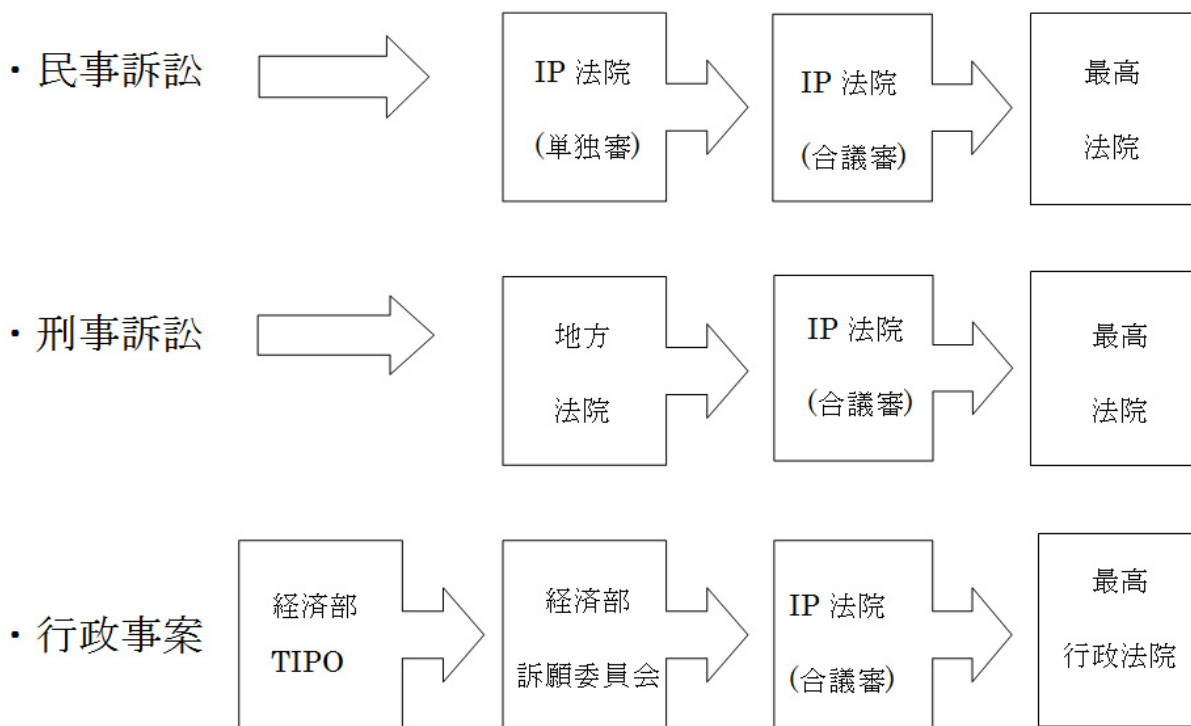 ・民事訴訟
IP 法院
(単独審)
IP 法院
(合議審)
最高
法院
・刑事訴訟
地方
法院
IP 法院
(合議審)
最高
法院
・行政事案
経済部
TIPO
経済部
訴願委員会
IP 法院
(合議審)
最高
行政法院